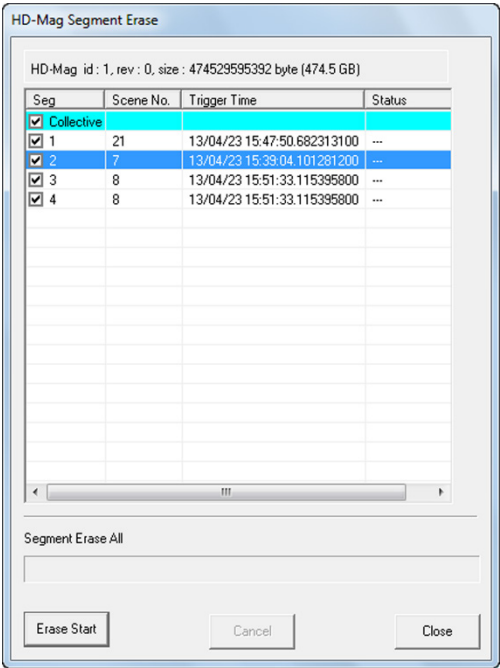 HD-Mag Segment Erase
HD-Mag id : 1, rev : 0, size : 474529595392 byte (474.5 GB)
Seg Scene No. Trigger Time Status
Collective
1 21 13/04/23 15:47:50.682313100 ---
2 7 13/04/23 15:39:04.101281200 ---
3 8 13/04/23 15:51:33.115395800 ---
4 8 13/04/23 15:51:33.115395800 ---
Segment Erase All
Erase Start Cancel Close